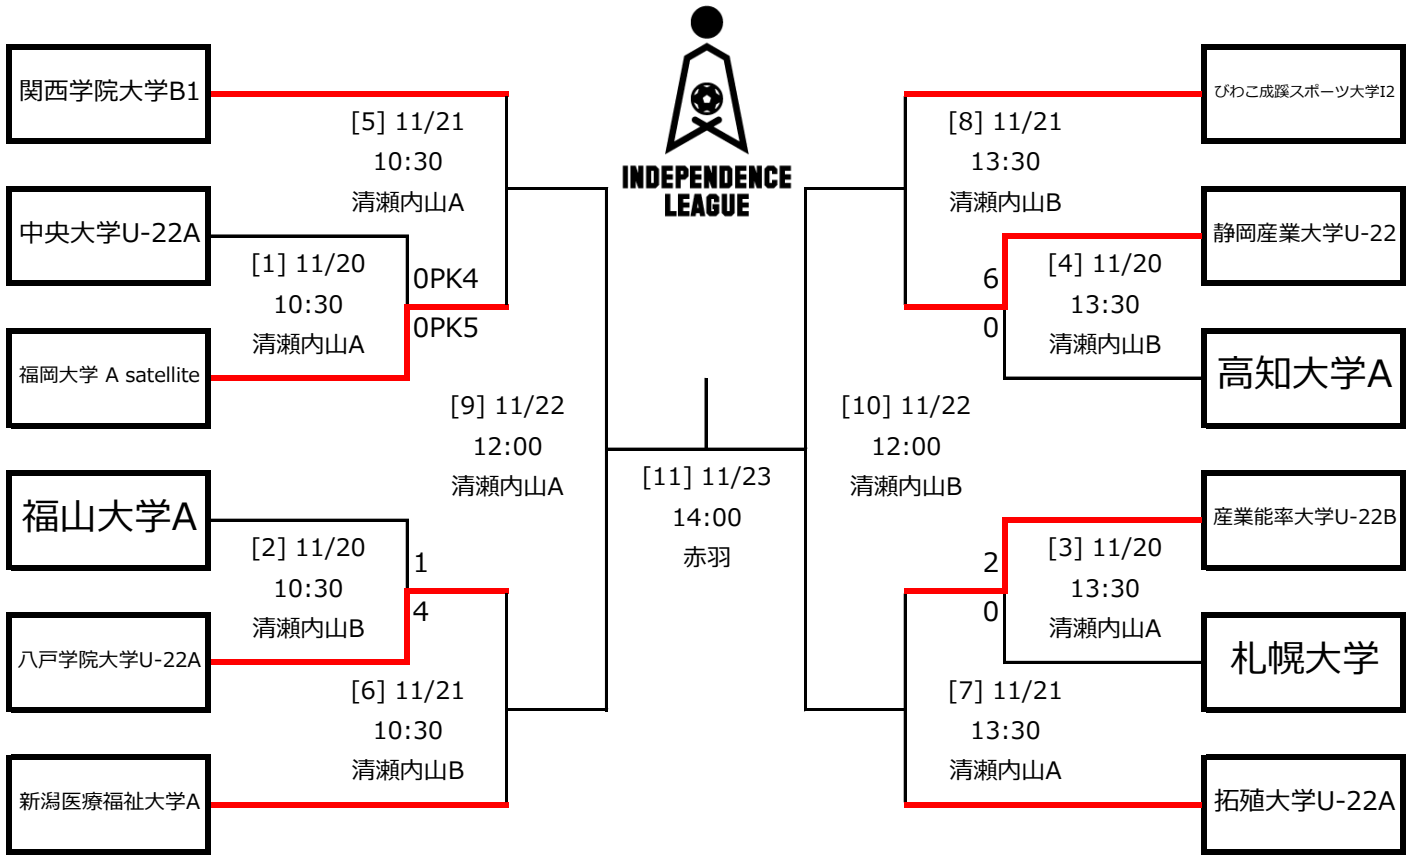 関西学院大学B1
[5] 11/21
10:30
清瀬内山A
中央大学U-22A
[1] 11/20
10:30
清瀬内山A
0PK4
0PK5
福岡大学 A satellite
[9] 11/22
12:00
清瀬内山A
福山大学A
[2] 11/20
10:30
清瀬内山B
1
4
八戸学院大学U-22A
[6] 11/21
10:30
清瀬内山B
新潟医療福祉大学A
INDEPENDENCE
LEAGUE
[11] 11/23
14:00
赤羽
びわこ成蹊スポーツ大学I2
[8] 11/21
13:30
清瀬内山B
静岡産業大学U-22
6
0
[4] 11/20
13:30
清瀬内山B
高知大学A
[10] 11/22
12:00
清瀬内山B
産業能率大学U-22B
2
0
[3] 11/20
13:30
清瀬内山A
札幌大学
[7] 11/21
13:30
清瀬内山A
拓殖大学U-22A